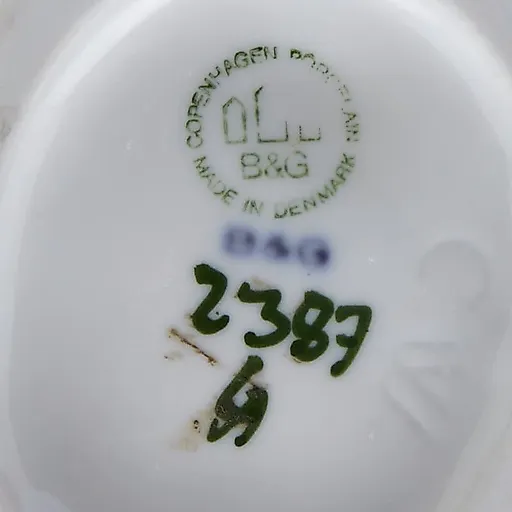 COPENHAGEN PORCELAIN
B&G
MADE IN DENMARK
B&G
2387